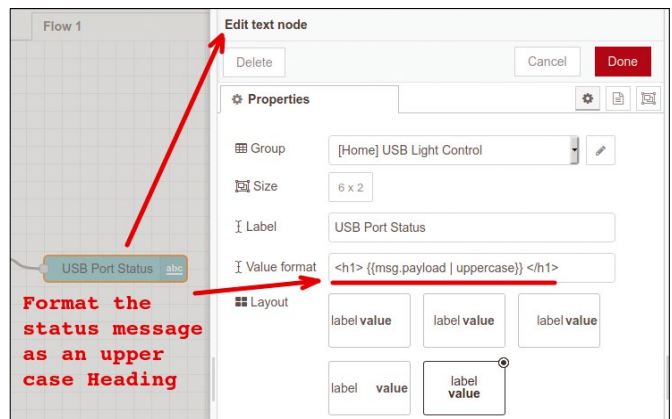 Flow 1
Edit text node
Delete
Cancel
Done
Properties
Group
[Home] USB Light Control
Size
6 x 2
Label
USB Port Status
USB Port Status
abc
Value format
<h1> {{msg.payload | uppercase}} </h1>
Format the
status message
as an upper
case Heading
Layout
label value
label value
label value
label value
label
value